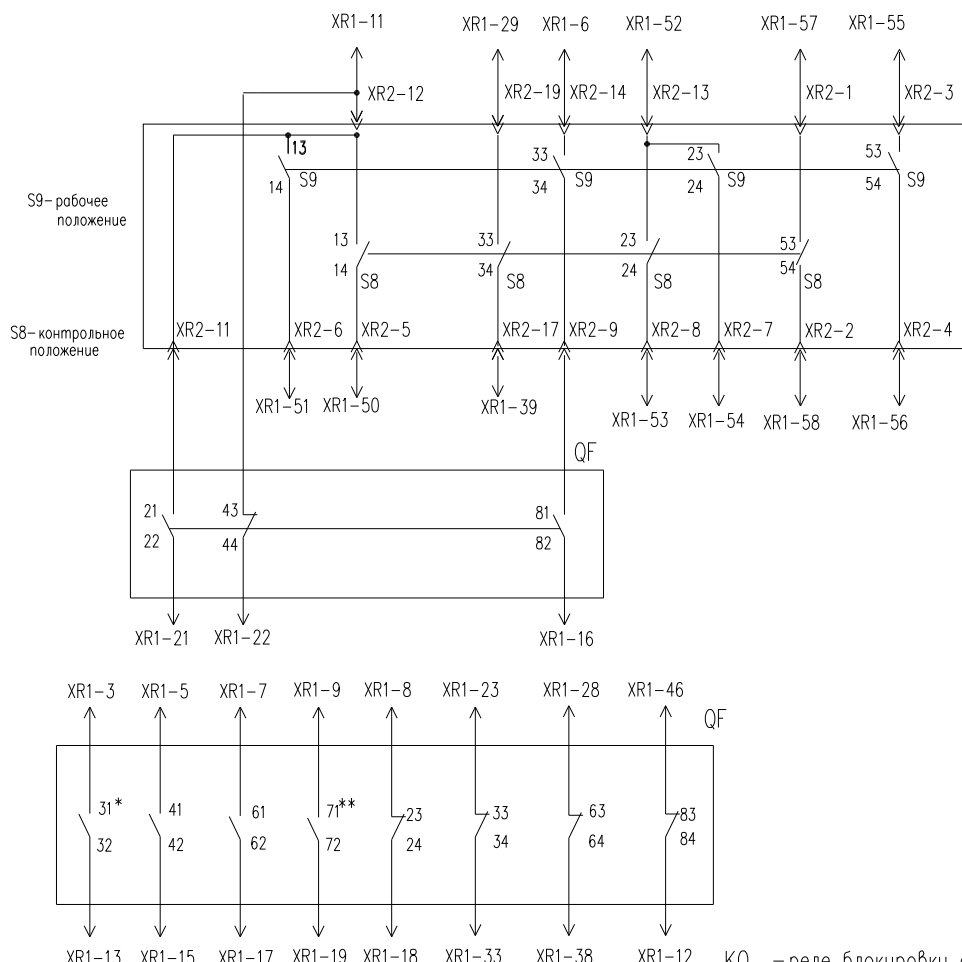 XR1-11 XR1-29 XR1-6 XR1-52 XR1-57 XR1-55
XR2-12 XR2-19 XR2-14 XR2-13 XR2-1 XR2-3
13 33 23 53
14 S9 34 S9 24 S9 54 S9
S9- рабочее
положение
13 33 23 53
14 S8 34 S8 24 S8 54 S8
S8- контрольное
положение
XR2-11 XR2-6 XR2-5 XR2-17 XR2-9 XR2-8 XR2-7 XR2-2 XR2-4
XR1-51 XR1-50 XR1-39 XR1-53 XR1-54 XR1-58 XR1-56
QF
21 43 81
22 44 82
XR1-21 XR1-22 XR1-16
XR1-3 XR1-5 XR1-7 XR1-9 XR1-8 XR1-23 XR1-28 XR1-46
QF
31* 41 61 71** 23 33 63 83
32 42 62 72 24 34 64 84
XR1-13 XR1-15 XR1-17 XR1-19 XR1-18 XR1-33 XR1-38 XR1-12
KQ - реле блокировки